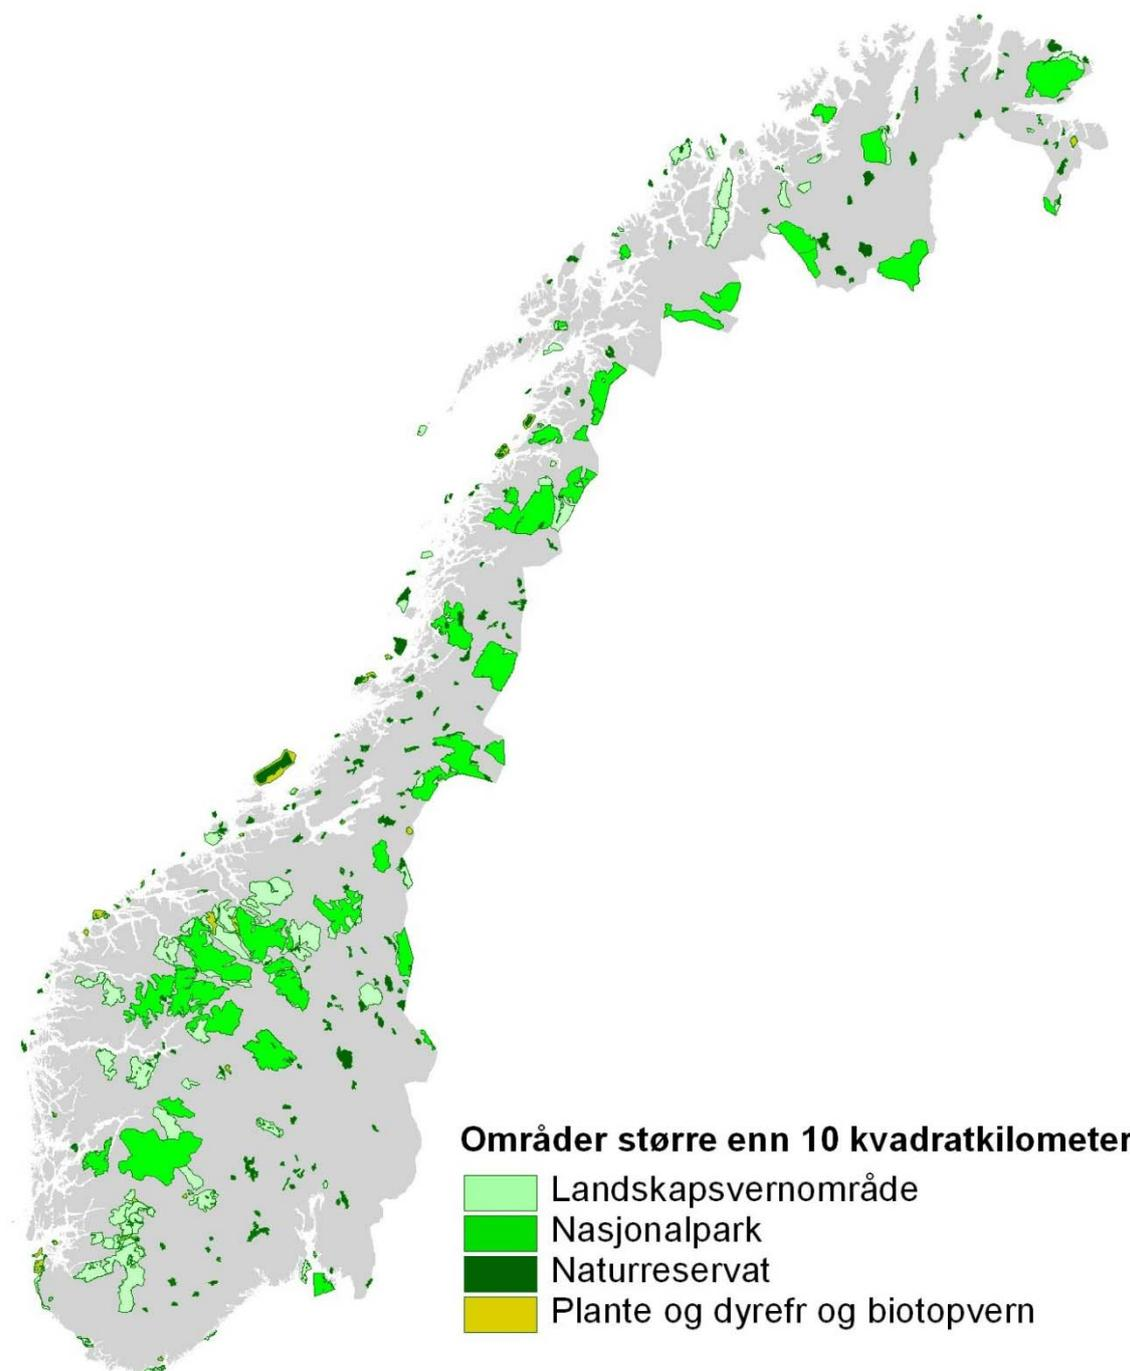 Områder større enn 10 kvadratkilometer
Landskapsvernområde
Nasjonalpark
Naturreservat
Plante og dyrefr og biotopvern